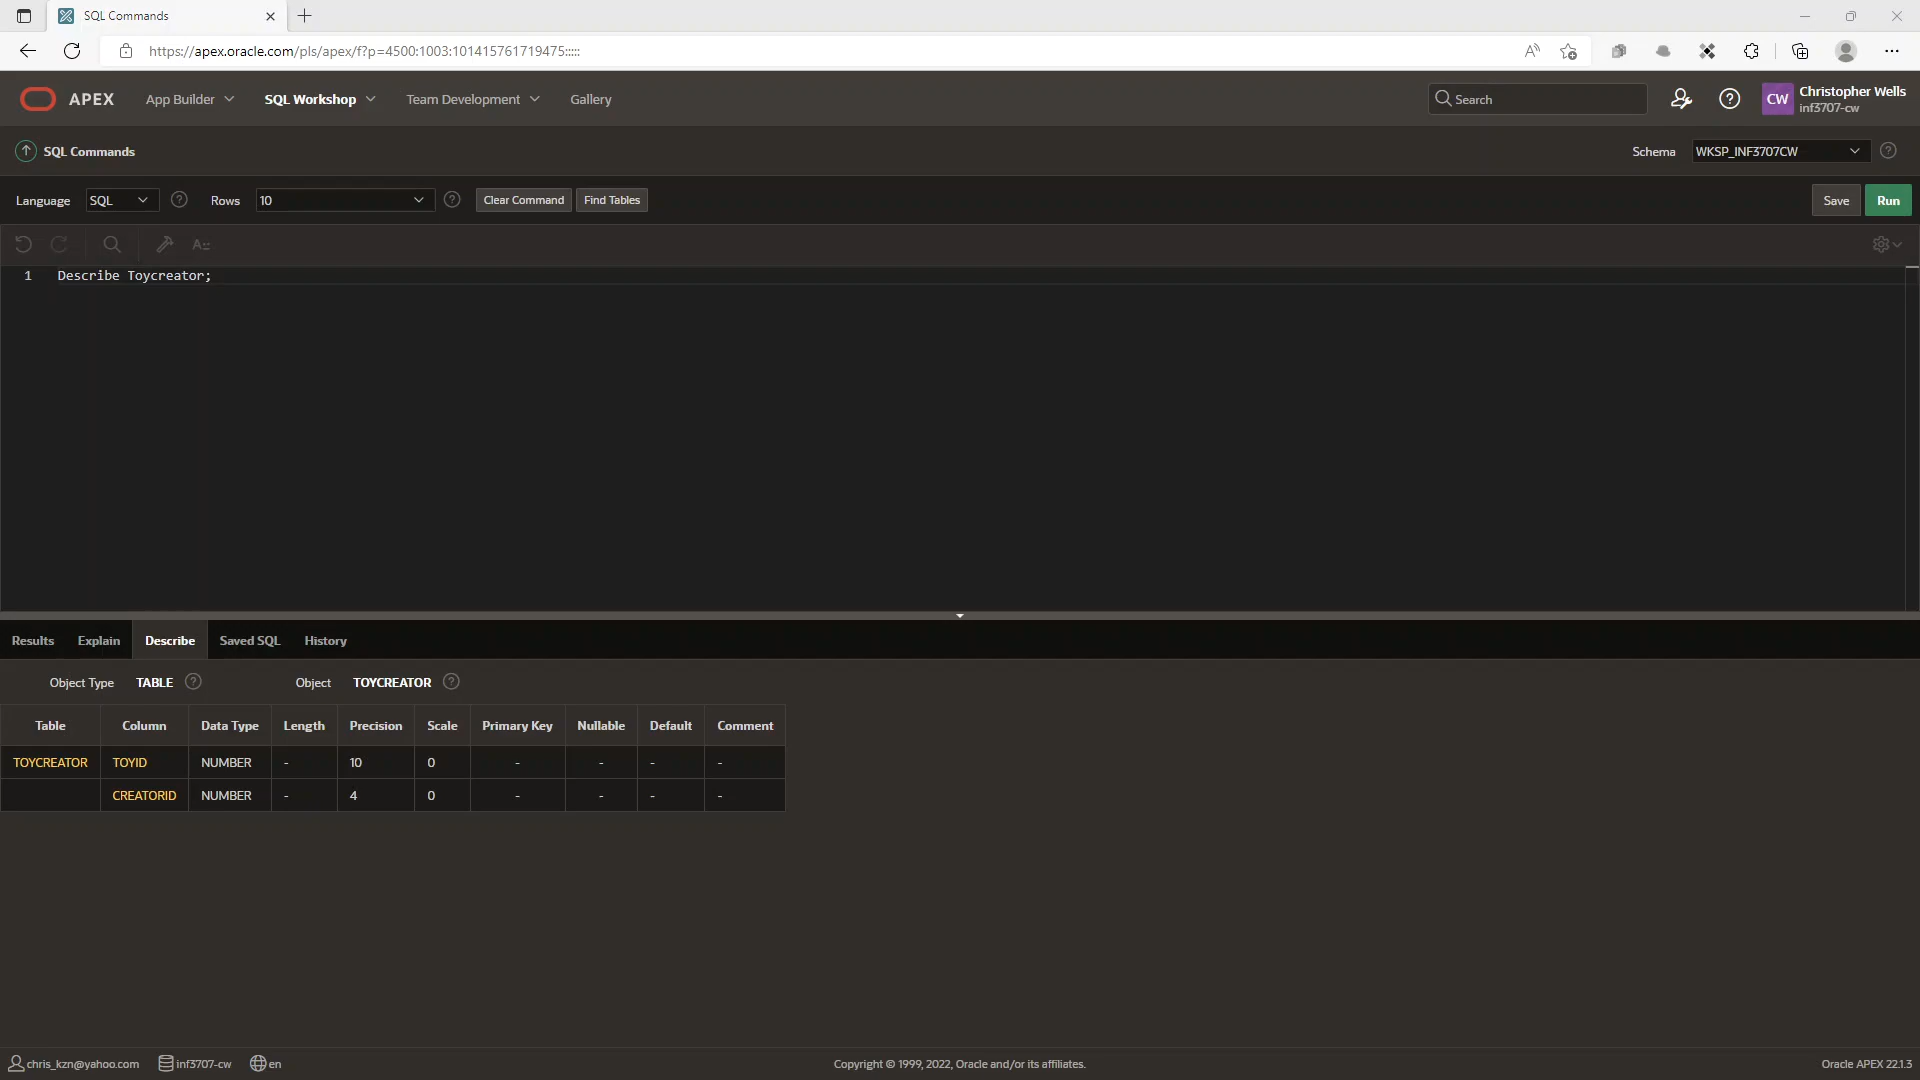 SQL Commands
https://apex.oracle.com/pls/apex/f?p=4500:1003:101415761719475:::::
APEX App Builder SQL Workshop Team Development Gallery Search CW Christopher Wells
inf3707-cw
SQL Commands Schema WKSP_INF3707CW
Language SQL Rows 10 Clear Command Find Tables Save Run
1 Describe Toycreator;
Results Explain Describe Saved SQL History
Object Type TABLE Object TOYCREATOR
Table Column Data Type Length Precision Scale Primary Key Nullable Default Comment
TOYCREATOR TOYID NUMBER - 10 0 - - - -
CREATORID NUMBER - 4 0 - - - -
chris_kzn@yahoo.com inf3707-cw en Copyright © 1999, 2022, Oracle and/or its affiliates. Oracle APEX 22.1.3